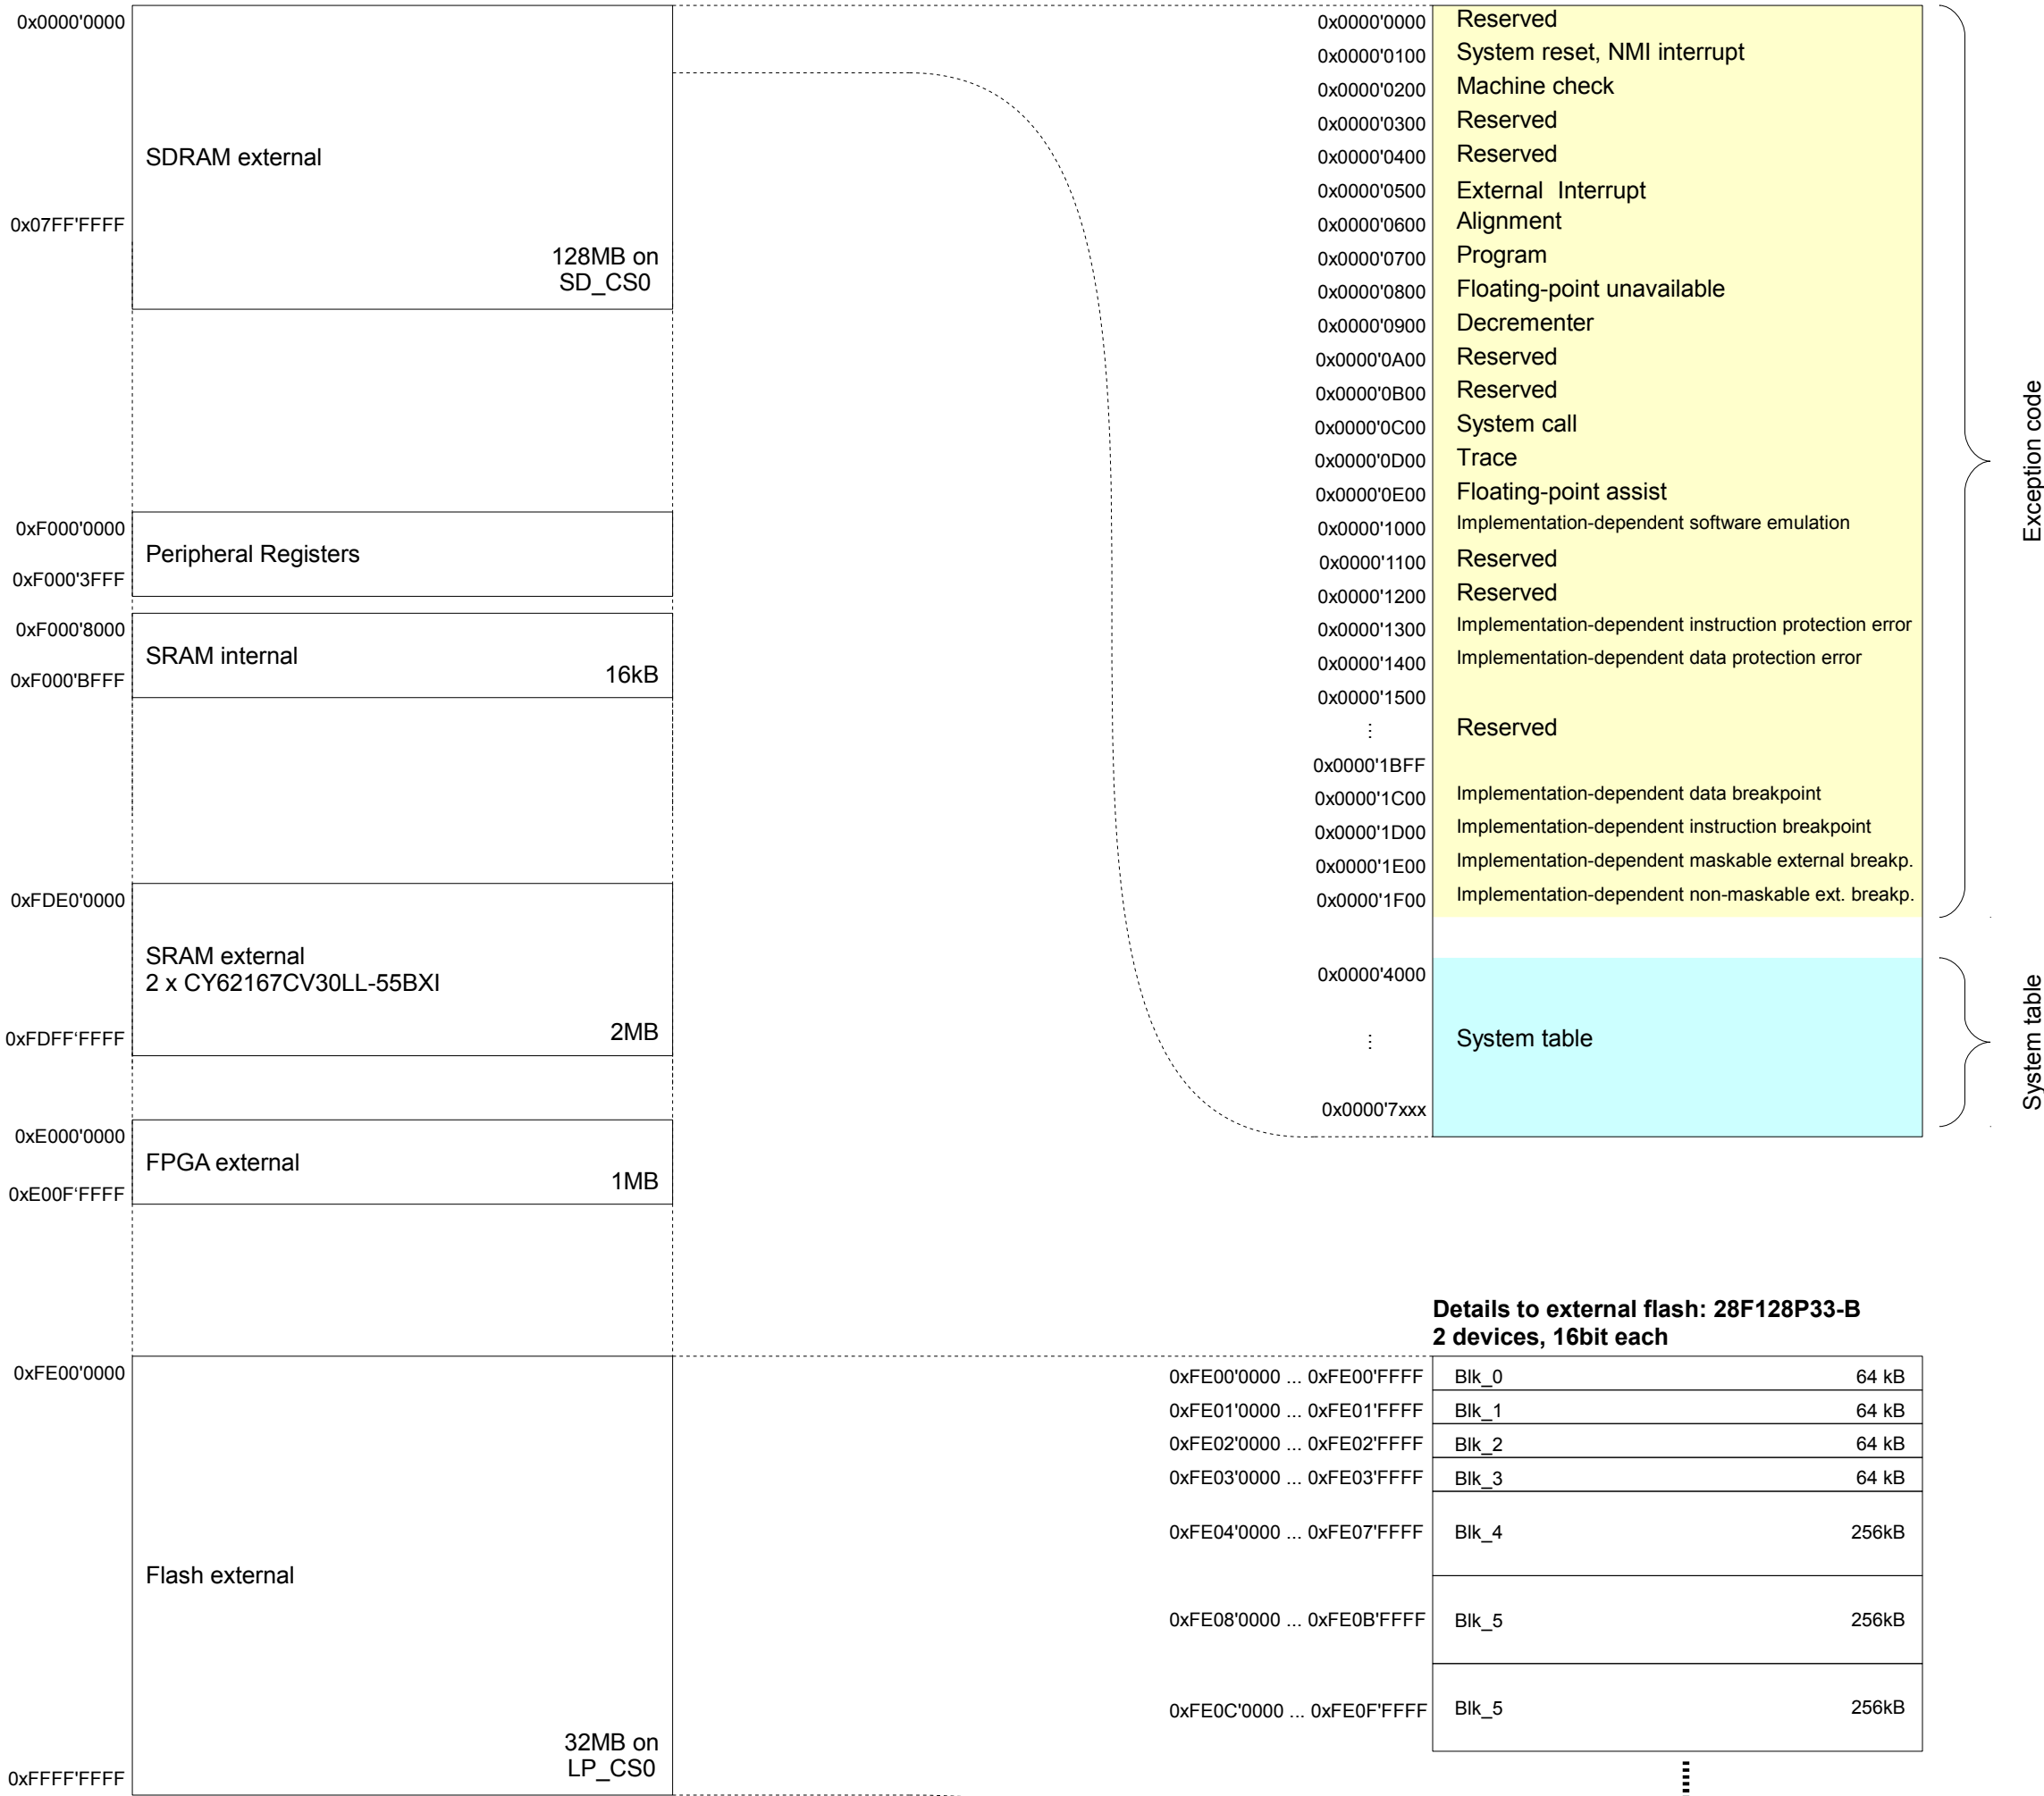 0x0000'0000
SDRAM external
0x07FF'FFFF
128MB on
SD_CS0
0xF000'0000
Peripheral Registers
0xF000'3FFF
0xF000'8000
SRAM internal
16kB
0xF000'BFFF
0xFDE0'0000
SRAM external
2 x CY62167CV30LL-55BXI
2MB
0xFDFF‘FFFF
0xE000'0000
FPGA external
1MB
0xE00F‘FFFF
0xFE00'0000
Flash external
32MB on
LP_CS0
0xFFFF'FFFF
0x0000'0000 Reserved
0x0000'0100 System reset, NMI interrupt
0x0000'0200 Machine check
0x0000'0300 Reserved
0x0000'0400 Reserved
0x0000'0500 External Interrupt
0x0000'0600 Alignment
0x0000'0700 Program
0x0000'0800 Floating-point unavailable
0x0000'0900 Decrementer
0x0000'0A00 Reserved
0x0000'0B00 Reserved
0x0000'0C00 System call
0x0000'0D00 Trace
0x0000'0E00 Floating-point assist
0x0000'1000 Implementation-dependent software emulation
0x0000'1100 Reserved
0x0000'1200 Reserved
0x0000'1300 Implementation-dependent instruction protection error
0x0000'1400 Implementation-dependent data protection error
0x0000'1500
... Reserved
0x0000'1BFF
0x0000'1C00 Implementation-dependent data breakpoint
0x0000'1D00 Implementation-dependent instruction breakpoint
0x0000'1E00 Implementation-dependent maskable external breakp.
0x0000'1F00 Implementation-dependent non-maskable ext. breakp.
Exception code
0x0000'4000
... System table
0x0000'7xxx
System table
Details to external flash: 28F128P33-B
2 devices, 16bit each
0xFE00'0000 ... 0xFE00'FFFF Blk_0 64 kB
0xFE01'0000 ... 0xFE01'FFFF Blk_1 64 kB
0xFE02'0000 ... 0xFE02'FFFF Blk_2 64 kB
0xFE03'0000 ... 0xFE03'FFFF Blk_3 64 kB
0xFE04'0000 ... 0xFE07'FFFF Blk_4 256kB
0xFE08'0000 ... 0xFE0B'FFFF Blk_5 256kB
0xFE0C'0000 ... 0xFE0F'FFFF Blk_5 256kB